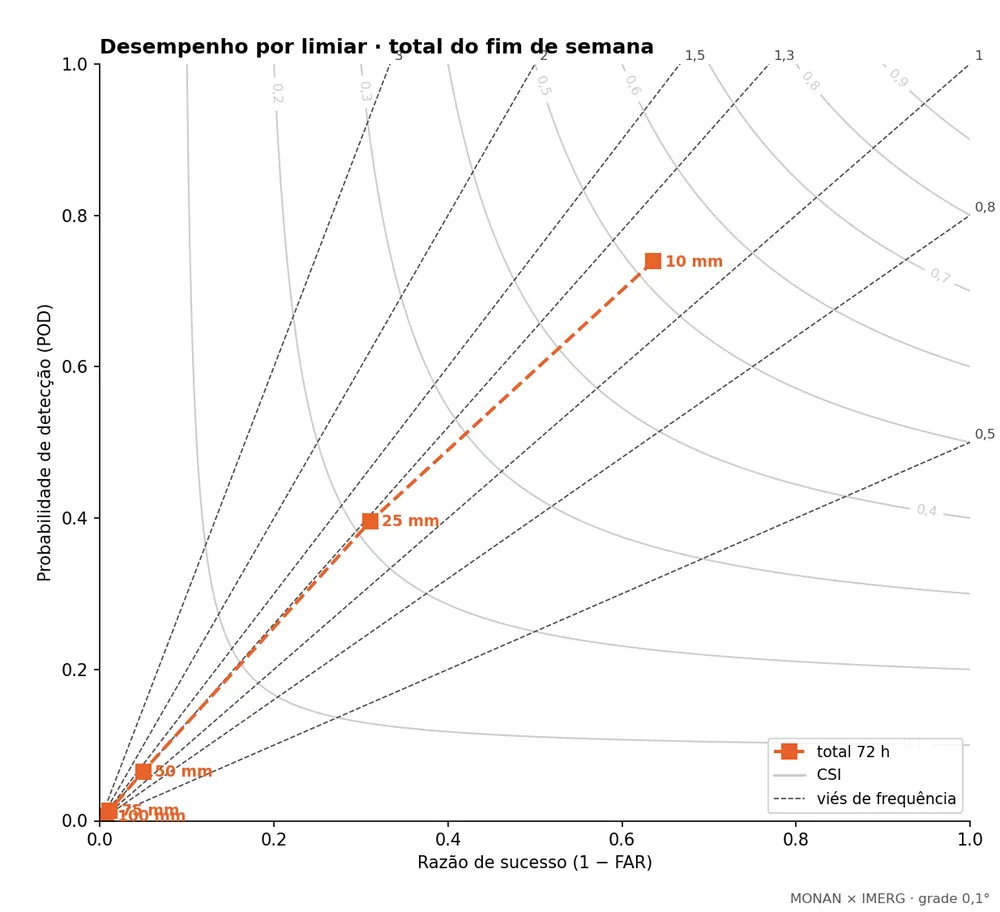 Desempenho por limiar · total do fim de semana
3
2
1,5
1,3
1
0,8
0,5
0,2
0,3
0,5
0,6
0,8
0,9
0,7
0,4
1.0
0.8
0.6
0.4
0.2
0.0
Probabilidade de detecção (POD)
10 mm
25 mm
50 mm
75 mm
100 mm
total 72 h
CSI
viés de frequência
0.0
0.2
0.4
0.6
0.8
1.0
Razão de sucesso (1 − FAR)
MONAN × IMERG · grade 0,1°